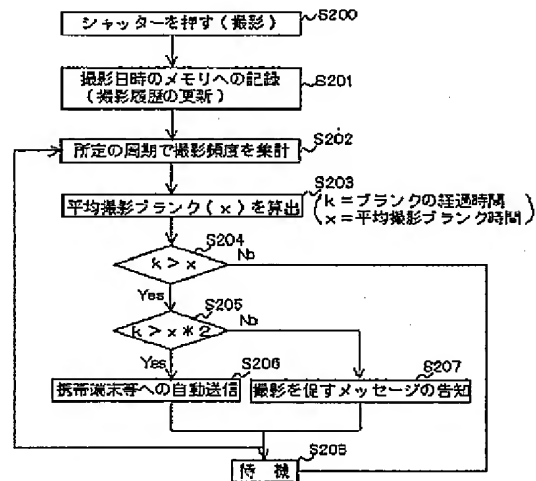 シャッターを押す(撮影)
S200
撮影日時のメモリへの記録
(撮影履歴の更新)
S201
所定の周期で撮影頻度を集計
S202
S203
平均撮影ブランク(x)を算出
(k=ブランクの経過時間
x=平均撮影ブランク時間)
S204
k>x
No
Yes
S205
k>x*2
No
Yes
S206
携帯端末等への自動送信
S207
撮影を促すメッセージの告知
S208
待機